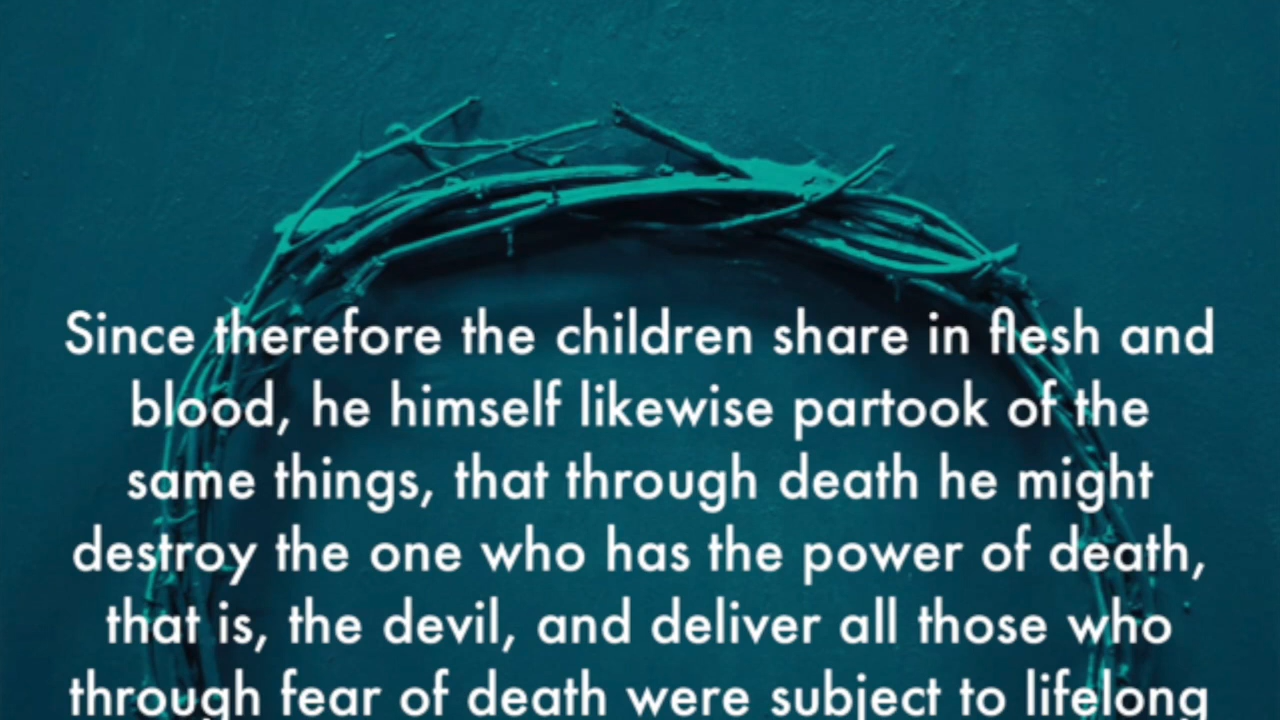 Since therefore the children share in flesh and
blood, he himself likewise partook of the
same things, that through death he might
destroy the one who has the power of death,
that is, the devil, and deliver all those who
through fear of death were subject to lifelong